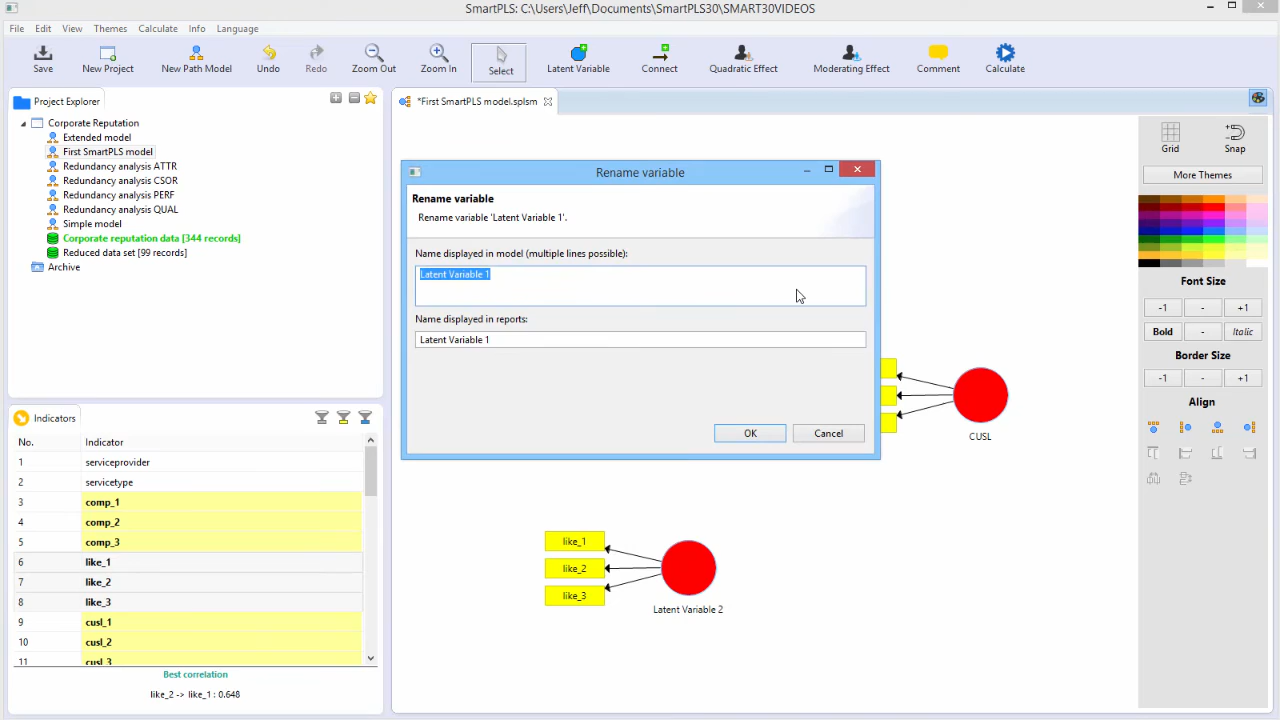 SmartPLS: C:\Users\Jeff\Documents\SmartPLS30\SMART30VIDEOS
File Edit View Themes Calculate Info Language
Save New Project New Path Model Undo Redo Zoom Out Zoom In Select Latent Variable Connect Quadratic Effect Moderating Effect Comment Calculate
Project Explorer
Corporate Reputation
Extended model
First SmartPLS model
Redundancy analysis ATTR
Redundancy analysis CSOR
Redundancy analysis PERF
Redundancy analysis QUAL
Simple model
Corporate reputation data [344 records]
Reduced data set [99 records]
Archive
Indicators
No. Indicator
1 serviceprovider
2 servicetype
3 comp_1
4 comp_2
5 comp_3
6 like_1
7 like_2
8 like_3
9 cusl_1
10 cusl_2
11 cusl_3
Best correlation
like_2 -> like_1 : 0.648
*First SmartPLS model.splsm
Rename variable
Rename variable
Rename variable 'Latent Variable 1'.
Name displayed in model (multiple lines possible):
Latent Variable 1
Name displayed in reports:
Latent Variable 1
OK Cancel
CUSL
like_1
like_2
like_3
Latent Variable 2
Grid Snap
More Themes
Font Size
-1 - +1
Bold - Italic
Border Size
-1 - +1
Align